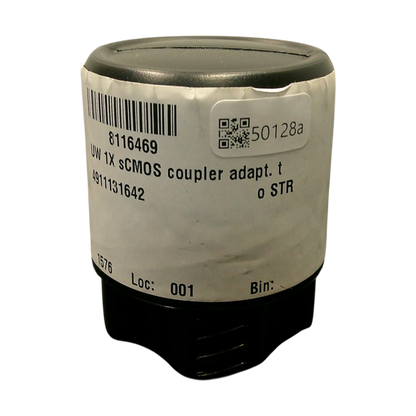 50128a
8116469
UW 1X sCMOS coupler adapt. t
o STR
4911131642
1576
Loc: 001 Bin: